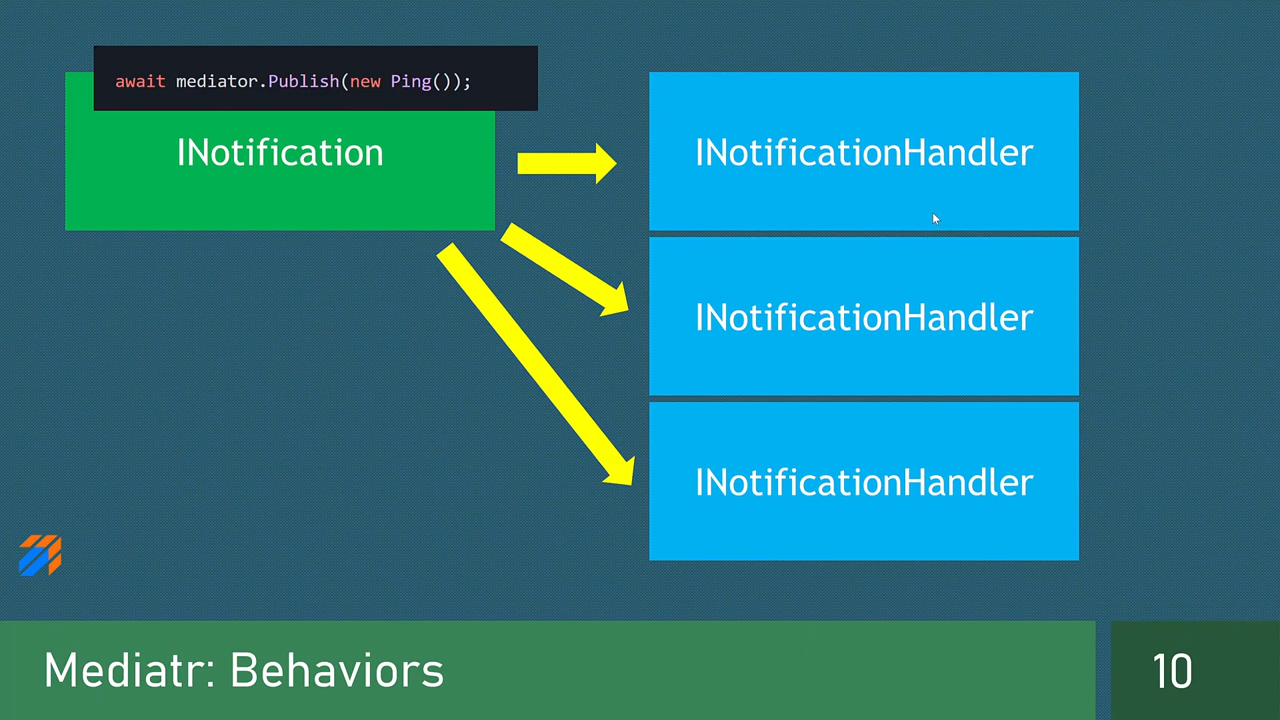 await mediator.Publish(new Ping());
INotification
INotificationHandler
INotificationHandler
INotificationHandler
Mediatr: Behaviors
10